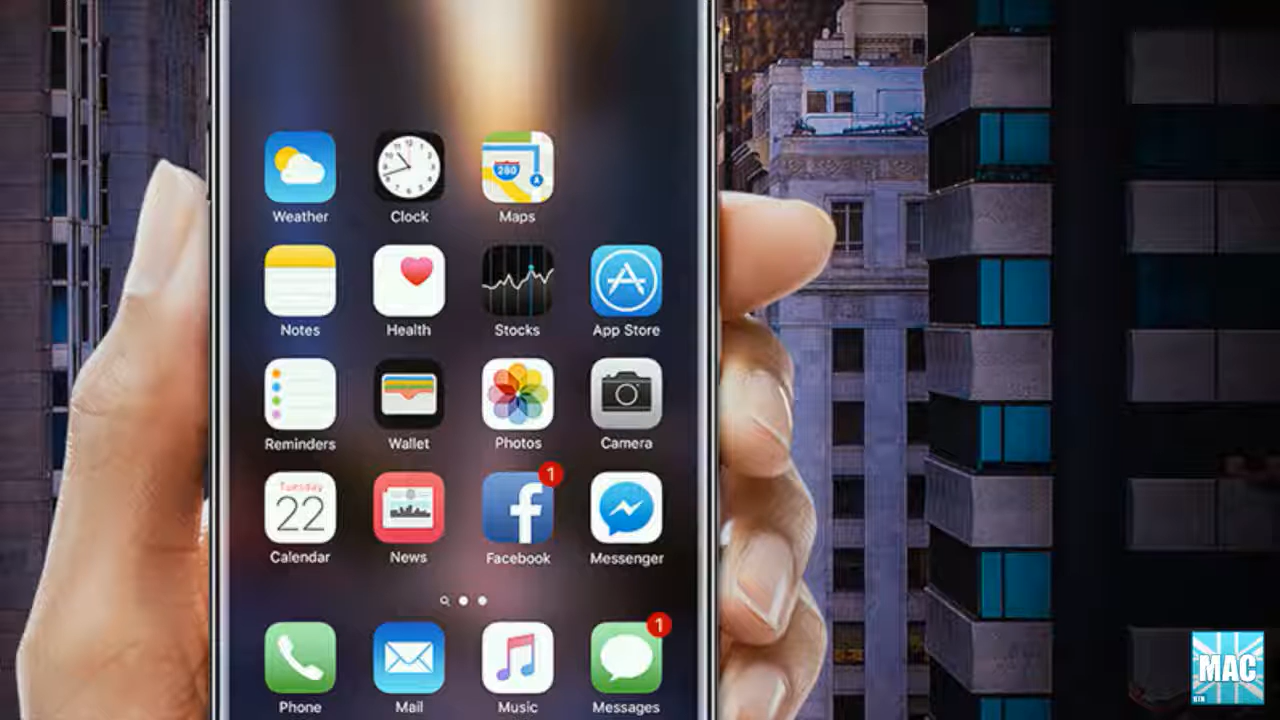 Weather Clock Maps
280
Notes Health Stocks App Store
Reminders Wallet Photos Camera
Tuesday
22
1
Calendar News Facebook Messenger
1
Phone Mail Music Messages
MAC